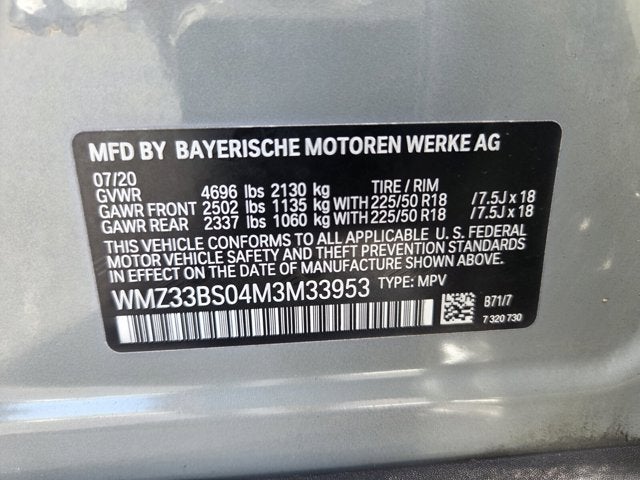 MFD BY BAYERISCHE MOTOREN WERKE AG
07/20
GVWR 4696 lbs 2130 kg TIRE / RIM
GAWR FRONT 2502 lbs 1135 kg WITH 225/50 R18 /7.5J x 18
GAWR REAR 2337 lbs 1060 kg WITH 225/50 R18 /7.5J x 18
THIS VEHICLE CONFORMS TO ALL APPLICABLE U. S. FEDERAL
MOTOR VEHICLE SAFETY AND THEFT PREVENTION STANDARDS
IN EFFECT ON THE DATE OF MANUFACTURE SHOWN ABOVE.
WMZ33BS04M3M33953 TYPE: MPV
B71/7
7 320 730